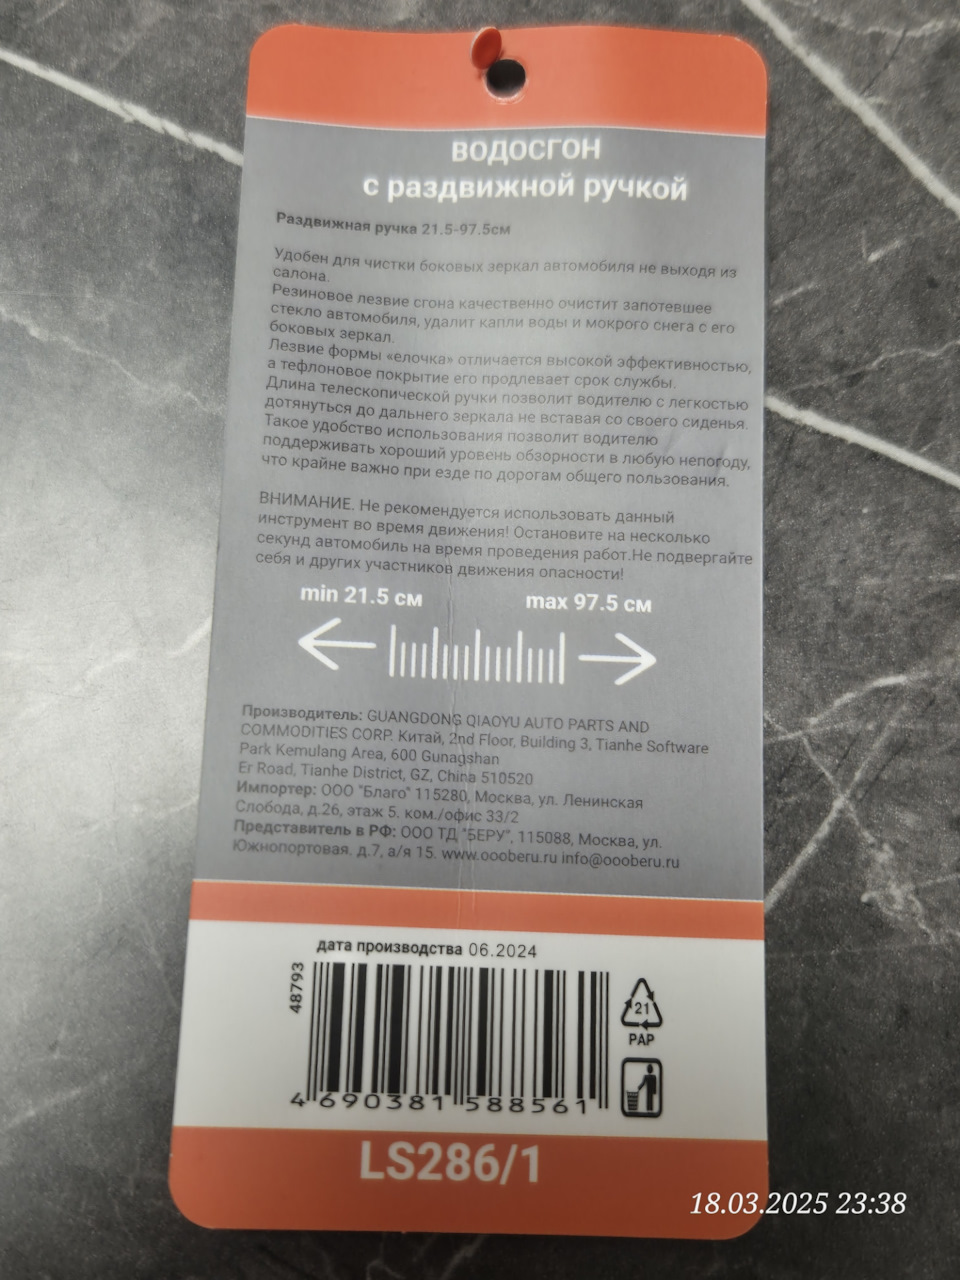 ВОДОСГОН
с раздвижной ручкой
Раздвижная ручка 21.5-97.5см
Удобен для чистки боковых зеркал автомобиля не выходя из
салона.
Резиновое лезвие сгона качественно очистит запотевшее
стекло автомобиля, удалит капли воды и мокрого снега с его
боковых зеркал.
Лезвие формы «елочка» отличается высокой эффективностью,
а тефлоновое покрытие его продлевает срок службы.
Длина телескопической ручки позволит водителю с легкостью
дотянуться до дальнего зеркала не вставая со своего сиденья.
Такое удобство использования позволит водителю
поддерживать хороший уровень обзорности в любую непогоду,
что крайне важно при езде по дорогам общего пользования.
ВНИМАНИЕ. Не рекомендуется использовать данный
инструмент во время движения! Остановите на несколько
секунд автомобиль на время проведения работ.Не подвергайте
себя и других участников движения опасности!
min 21.5 см max 97.5 см
Производитель: GUANGDONG QIAOYU AUTO PARTS AND
COMMODITIES CORP. Китай, 2nd Floor, Building 3, Tianhe Software
Park Kemulang Area, 600 Gunagshan
Er Road, Tianhe District, GZ, China 510520
Импортер: ООО "Благо" 115280, Москва, ул. Ленинская
Слобода, д.26, этаж 5. ком./офис 33/2
Представитель в РФ: ООО ТД "БЕРУ", 115088, Москва, ул.
Южнопортовая. д.7, а/я 15. www.oooberu.ru info@oooberu.ru
дата производства 06.2024
48793
21
PAP
4 690381 588561
LS286/1
18.03.2025 23:38